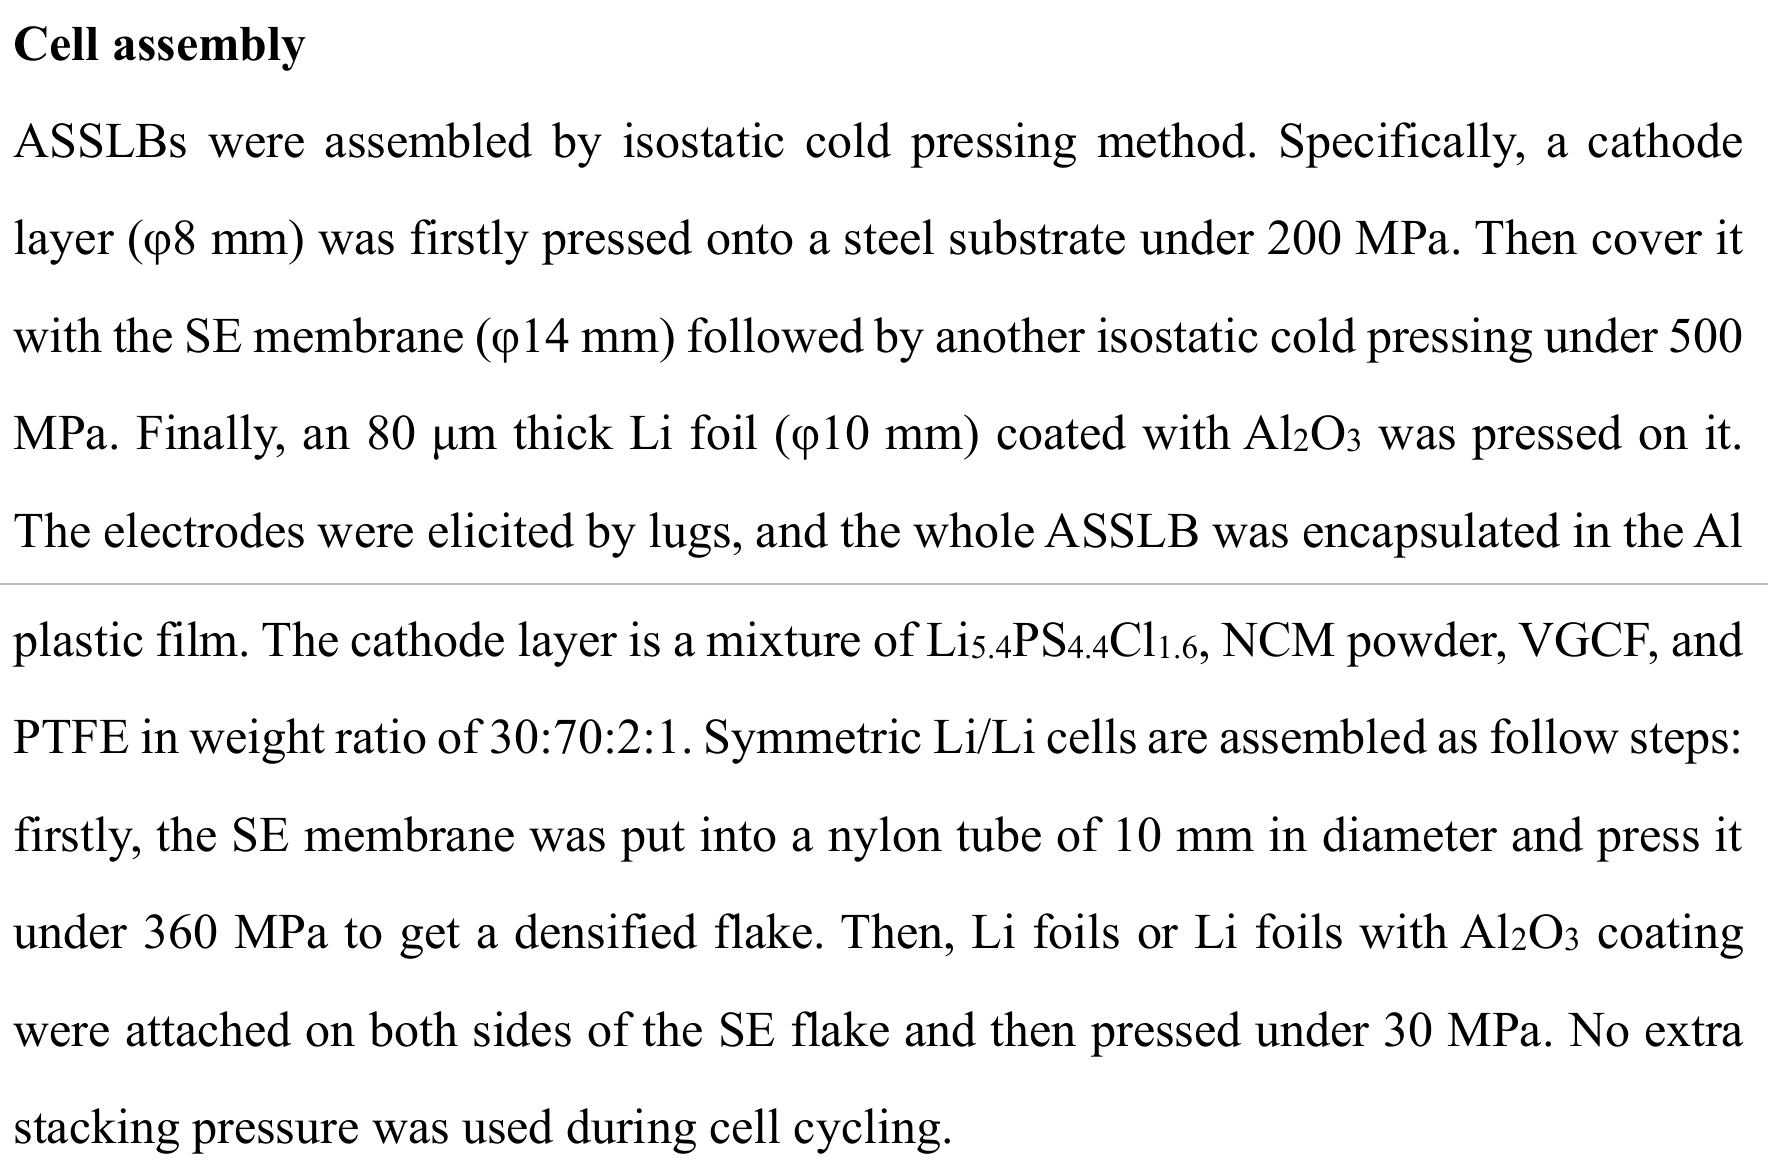 Cell assembly
ASSLBs were assembled by isostatic cold pressing method. Specifically, a cathode
layer (φ8 mm) was firstly pressed onto a steel substrate under 200 MPa. Then cover it
with the SE membrane (φ14 mm) followed by another isostatic cold pressing under 500
MPa. Finally, an 80 μm thick Li foil (φ10 mm) coated with Al₂O₃ was pressed on it.
The electrodes were elicited by lugs, and the whole ASSLB was encapsulated in the Al
plastic film. The cathode layer is a mixture of Li₅.₄PS₄.₄Cl₁.₆, NCM powder, VGCF, and
PTFE in weight ratio of 30:70:2:1. Symmetric Li/Li cells are assembled as follow steps:
firstly, the SE membrane was put into a nylon tube of 10 mm in diameter and press it
under 360 MPa to get a densified flake. Then, Li foils or Li foils with Al₂O₃ coating
were attached on both sides of the SE flake and then pressed under 30 MPa. No extra
stacking pressure was used during cell cycling.